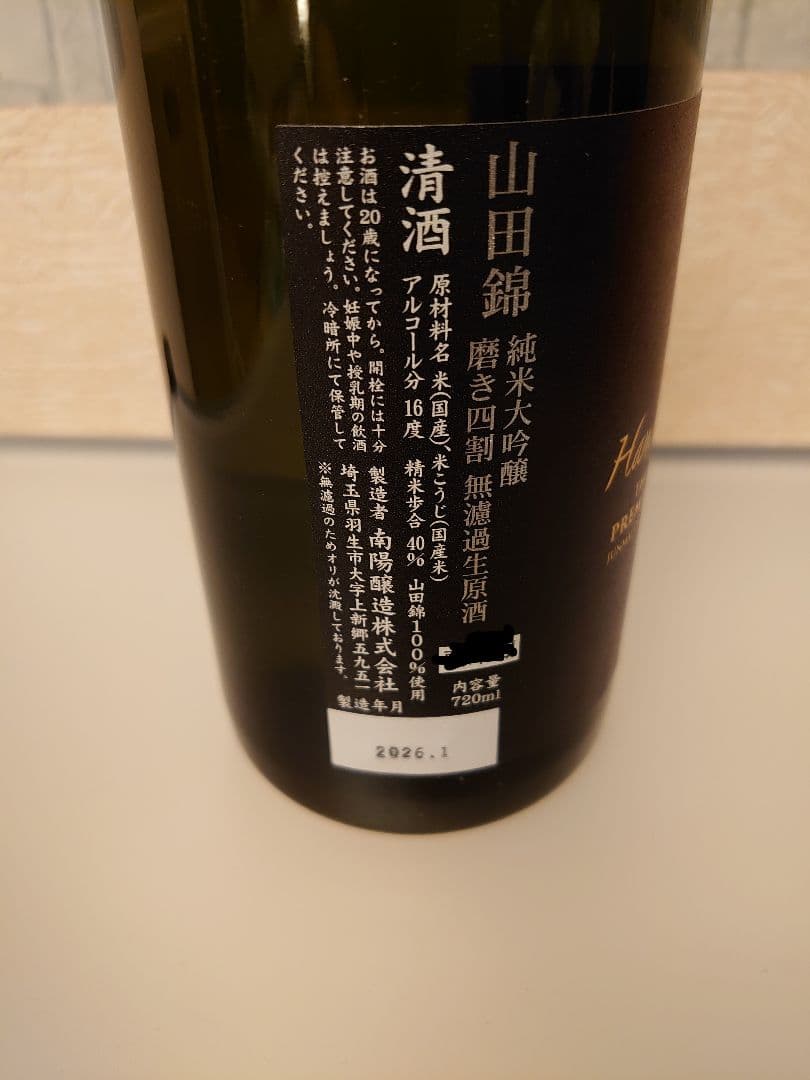 山田錦 純米大吟醸
磨き四割 無濾過生原酒
清酒
原材料名 米(国産)、米こうじ(国産米)
アルコール分 16度 精米歩合 40% 山田錦100%使用
お酒は20歳になってから。開栓には十分
注意してください。妊娠中や授乳期の飲酒
は控えましょう。冷暗所にて保管して
ください。
製造者 南陽醸造株式会社
埼玉県羽生市大字上新郷五九五一
※無濾過のためオリが沈澱しております。
内容量
720ml
製造年月
2026.1